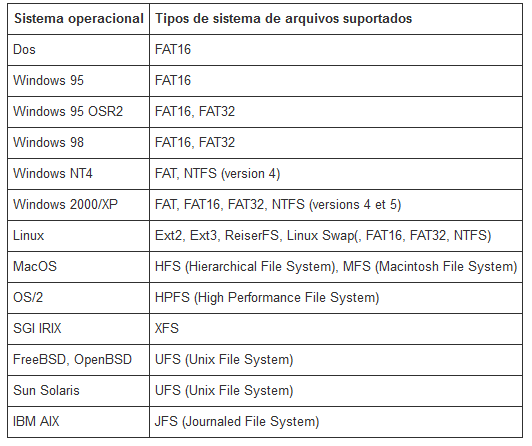 Sistema operacional Tipos de sistema de arquivos suportados
Dos FAT16
Windows 95 FAT16
Windows 95 OSR2 FAT16, FAT32
Windows 98 FAT16, FAT32
Windows NT4 FAT, NTFS (version 4)
Windows 2000/XP FAT, FAT16, FAT32, NTFS (versions 4 et 5)
Linux Ext2, Ext3, ReiserFS, Linux Swap(, FAT16, FAT32, NTFS)
MacOS HFS (Hierarchical File System), MFS (Macintosh File System)
OS/2 HPFS (High Performance File System)
SGI IRIX XFS
FreeBSD, OpenBSD UFS (Unix File System)
Sun Solaris UFS (Unix File System)
IBM AIX JFS (Journaled File System)